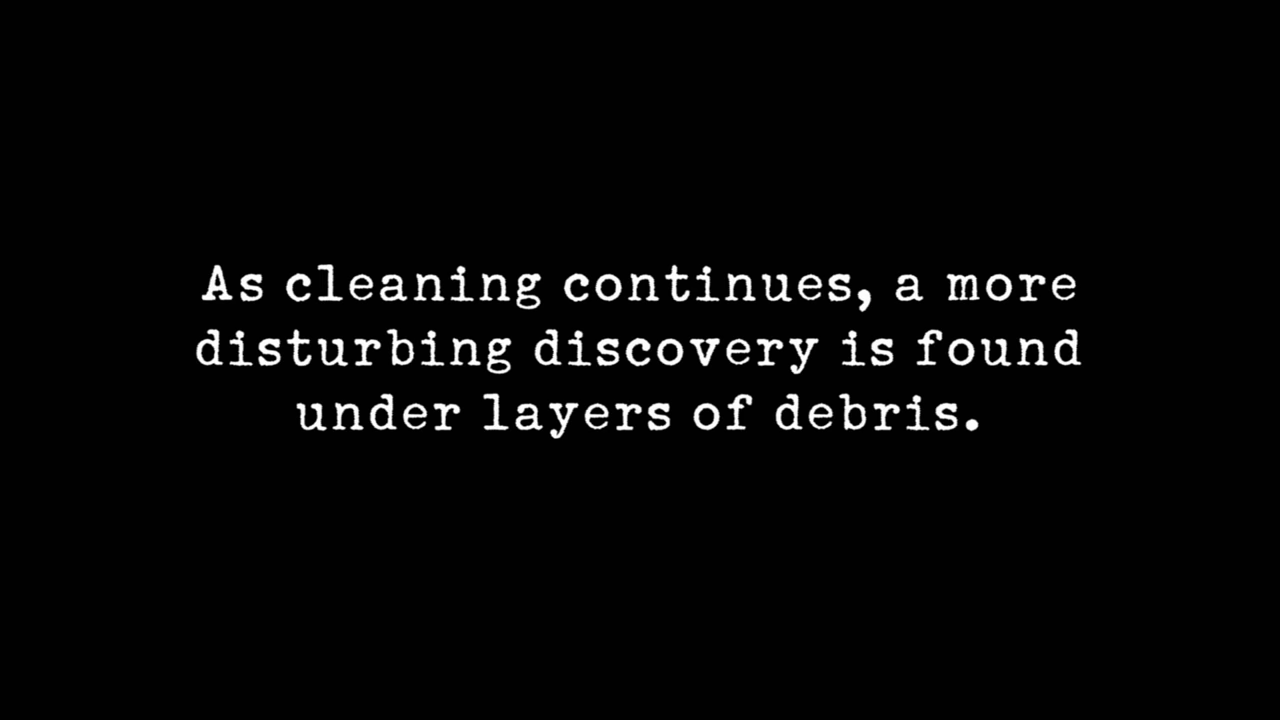 As cleaning continues, a more
disturbing discovery is found
under layers of debris.